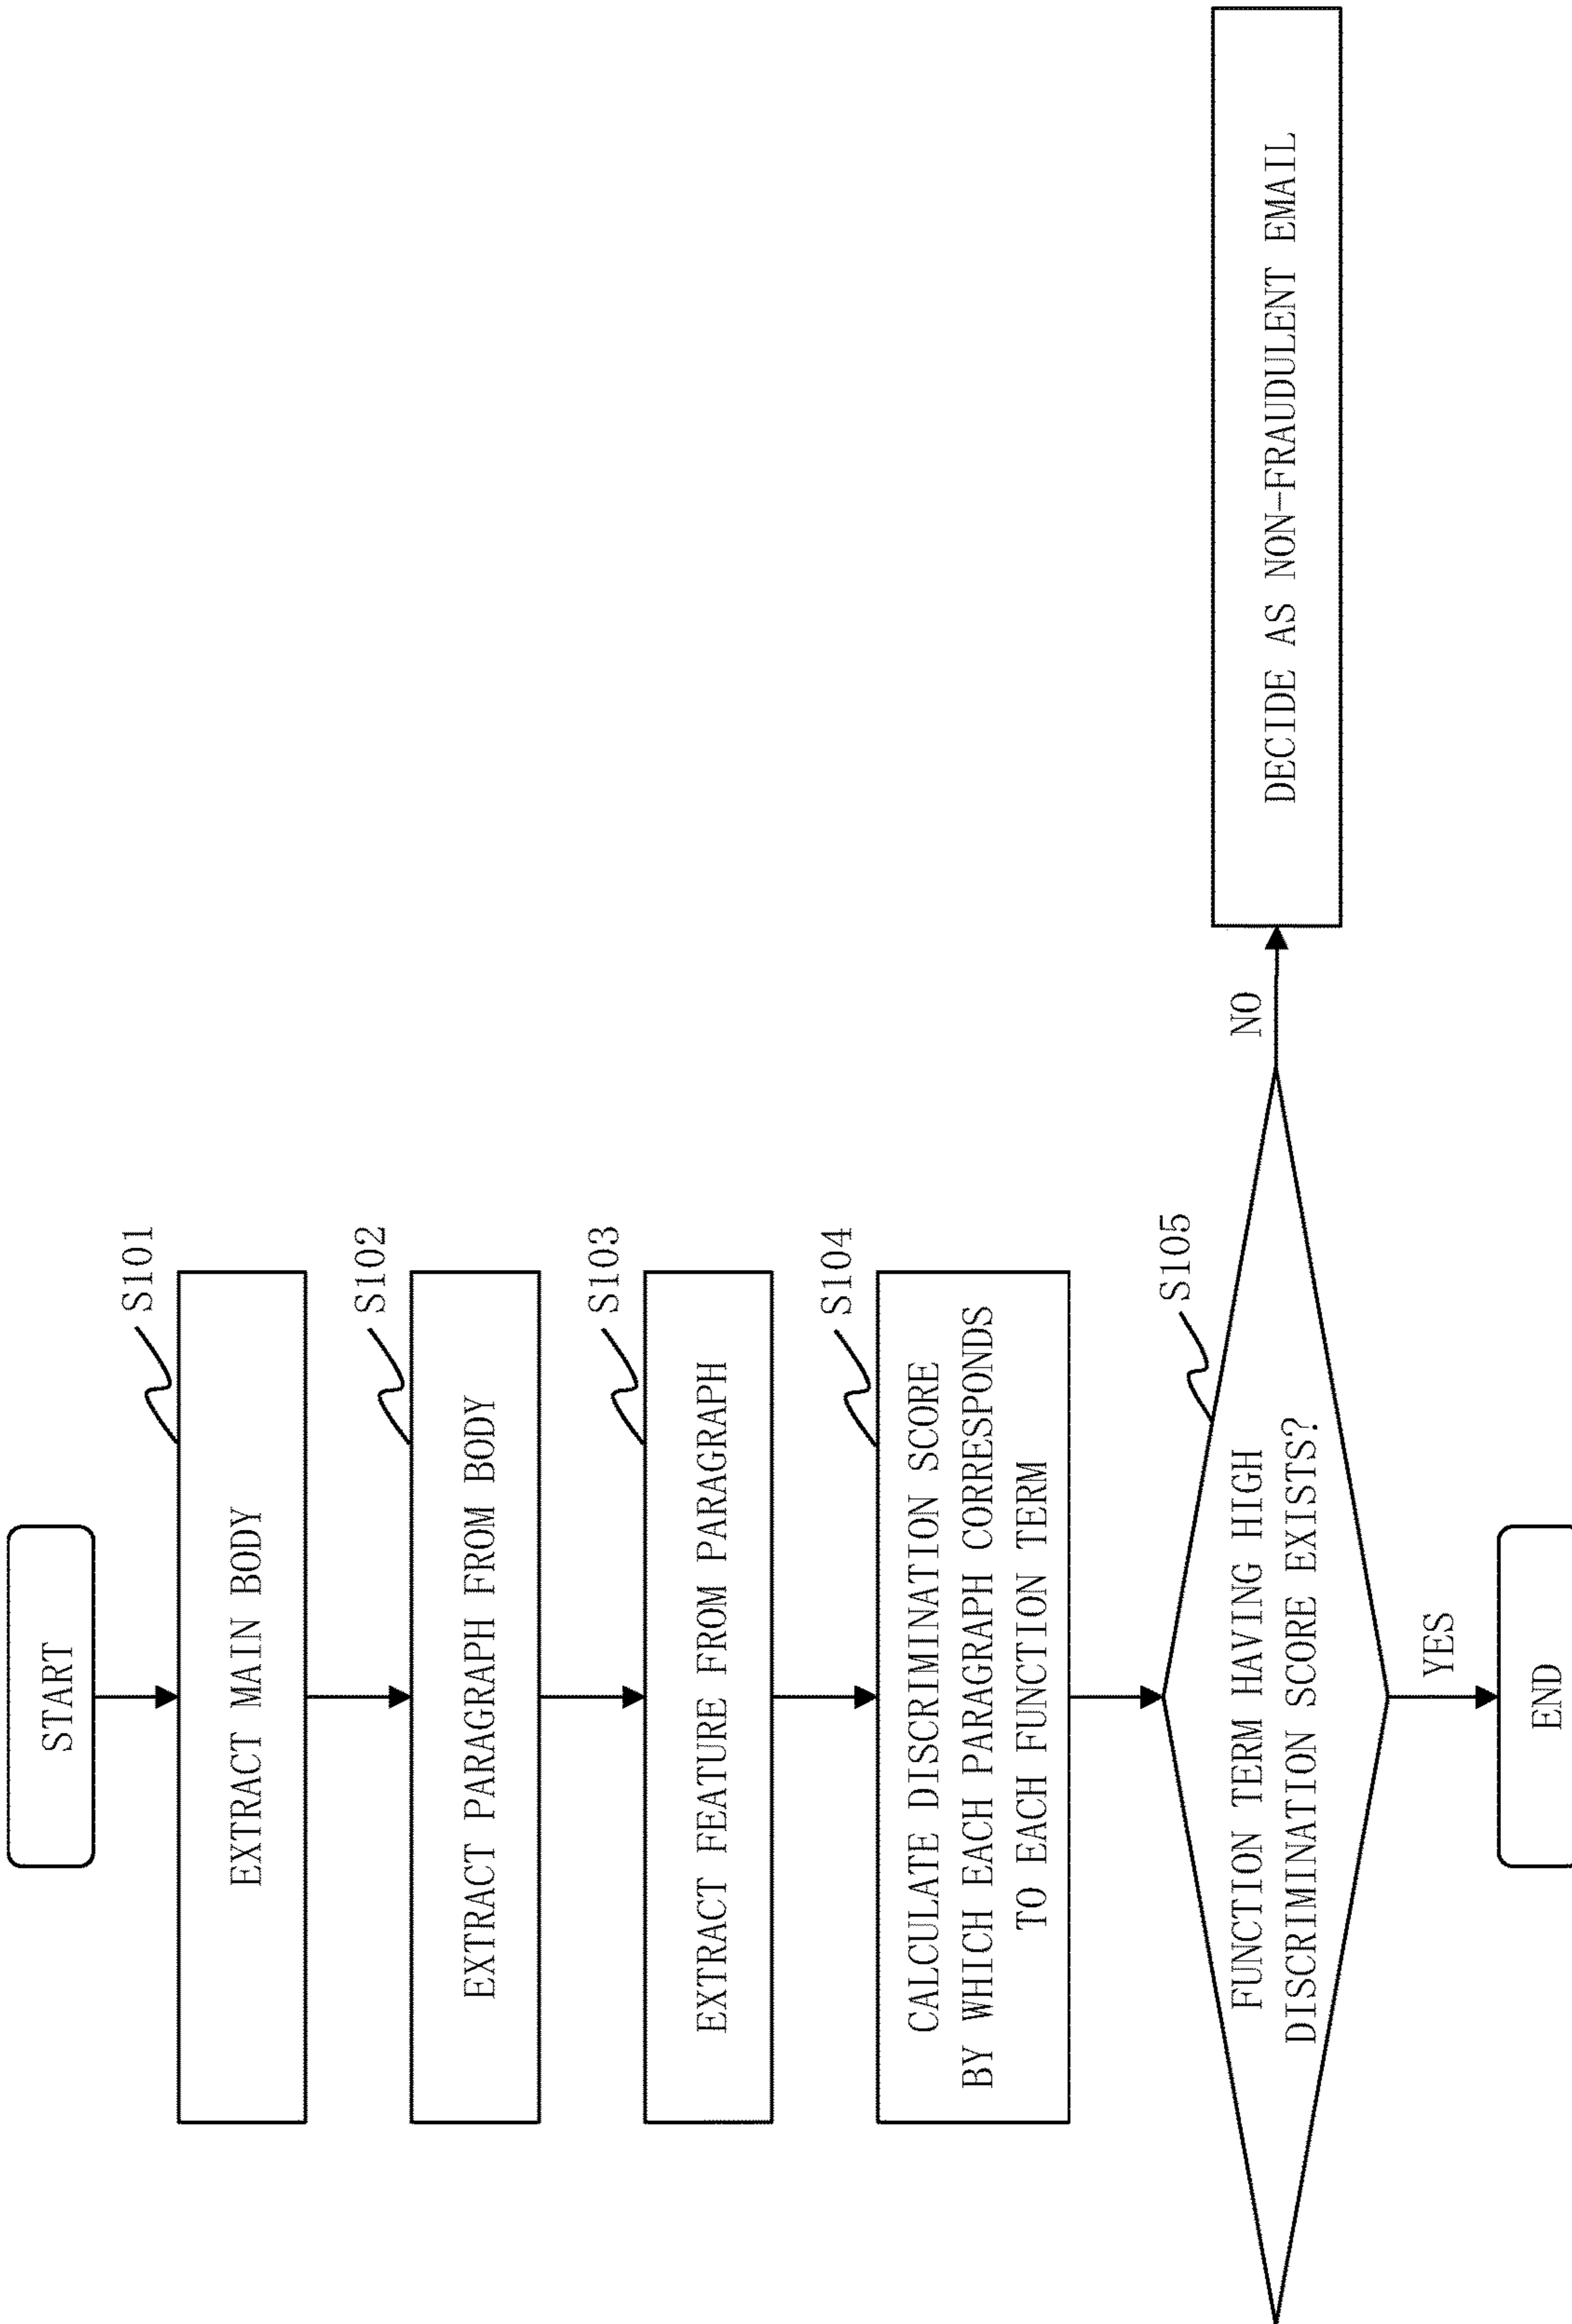 START
S101
EXTRACT MAIN BODY
S102
EXTRACT PARAGRAPH FROM BODY
S103
EXTRACT FEATURE FROM PARAGRAPH
S104
CALCULATE DISCRIMINATION SCORE
BY WHICH EACH PARAGRAPH CORRESPONDS
TO EACH FUNCTION TERM
S105
FUNCTION TERM HAVING HIGH
DISCRIMINATION SCORE EXISTS?
NO
DECIDE AS NON-FRAUDULENT EMAIL
YES
END